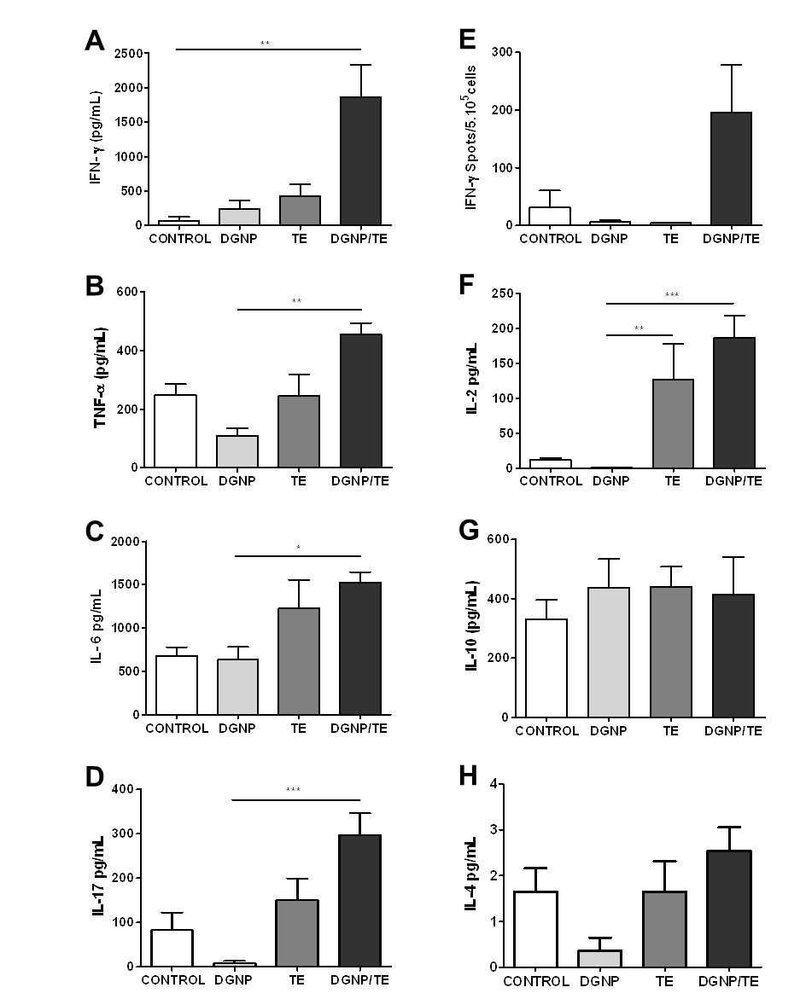 A
**
2500
2000
1500
1000
500
0
IFN-γ (pg/mL)
CONTROL DGNP TE DGNP/TE
E
300
200
100
0
IFN-γ Spots/5.10⁵cells
CONTROL DGNP TE DGNP/TE
B
**
600
400
200
0
TNF-α (pg/mL)
CONTROL DGNP TE DGNP/TE
F
***
**
250
200
150
100
50
0
IL-2 pg/mL
CONTROL DGNP TE DGNP/TE
C
*
2000
1500
1000
500
0
IL-6 pg/mL
CONTROL DGNP TE DGNP/TE
G
600
400
200
0
IL-10 (pg/mL)
CONTROL DGNP TE DGNP/TE
D
***
400
300
200
100
0
IL-17 pg/mL
CONTROL DGNP TE DGNP/TE
H
4
3
2
1
0
IL-4 pg/mL
CONTROL DGNP TE DGNP/TE